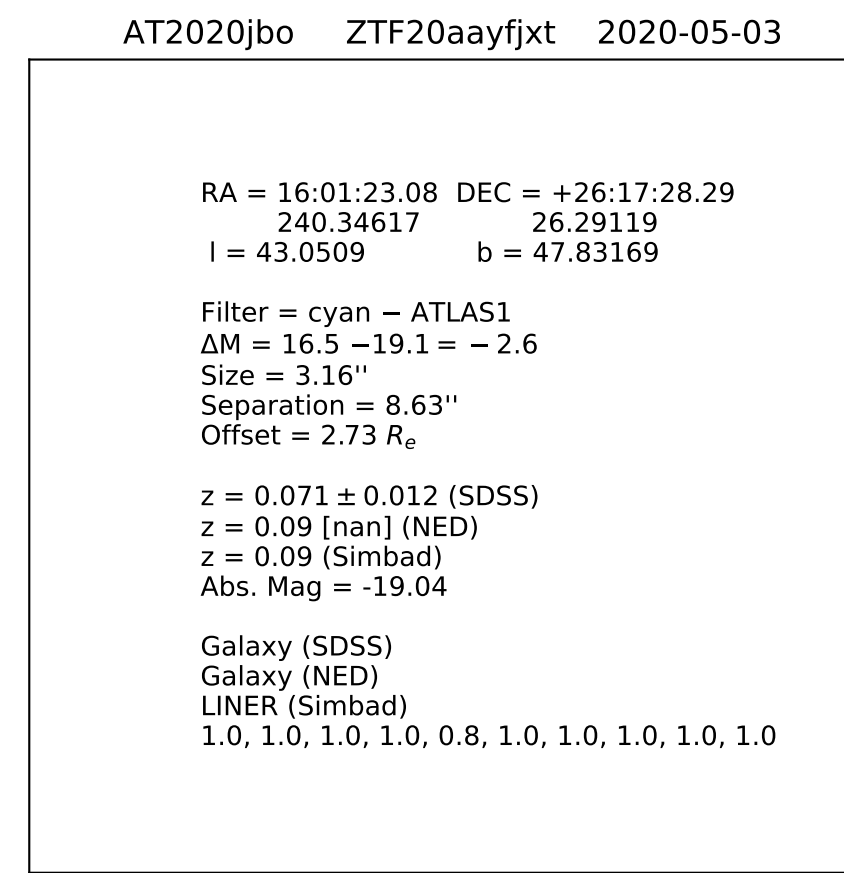 AT2020jbo ZTF20aayfjxt 2020-05-03
RA = 16:01:23.08 DEC = +26:17:28.29
240.34617 26.29119
l = 43.0509 b = 47.83169
Filter = cyan − ATLAS1
ΔM = 16.5 −19.1 = − 2.6
Size = 3.16''
Separation = 8.63''
Offset = 2.73 Rₑ
z = 0.071 ± 0.012 (SDSS)
z = 0.09 [nan] (NED)
z = 0.09 (Simbad)
Abs. Mag = -19.04
Galaxy (SDSS)
Galaxy (NED)
LINER (Simbad)
1.0, 1.0, 1.0, 1.0, 0.8, 1.0, 1.0, 1.0, 1.0, 1.0